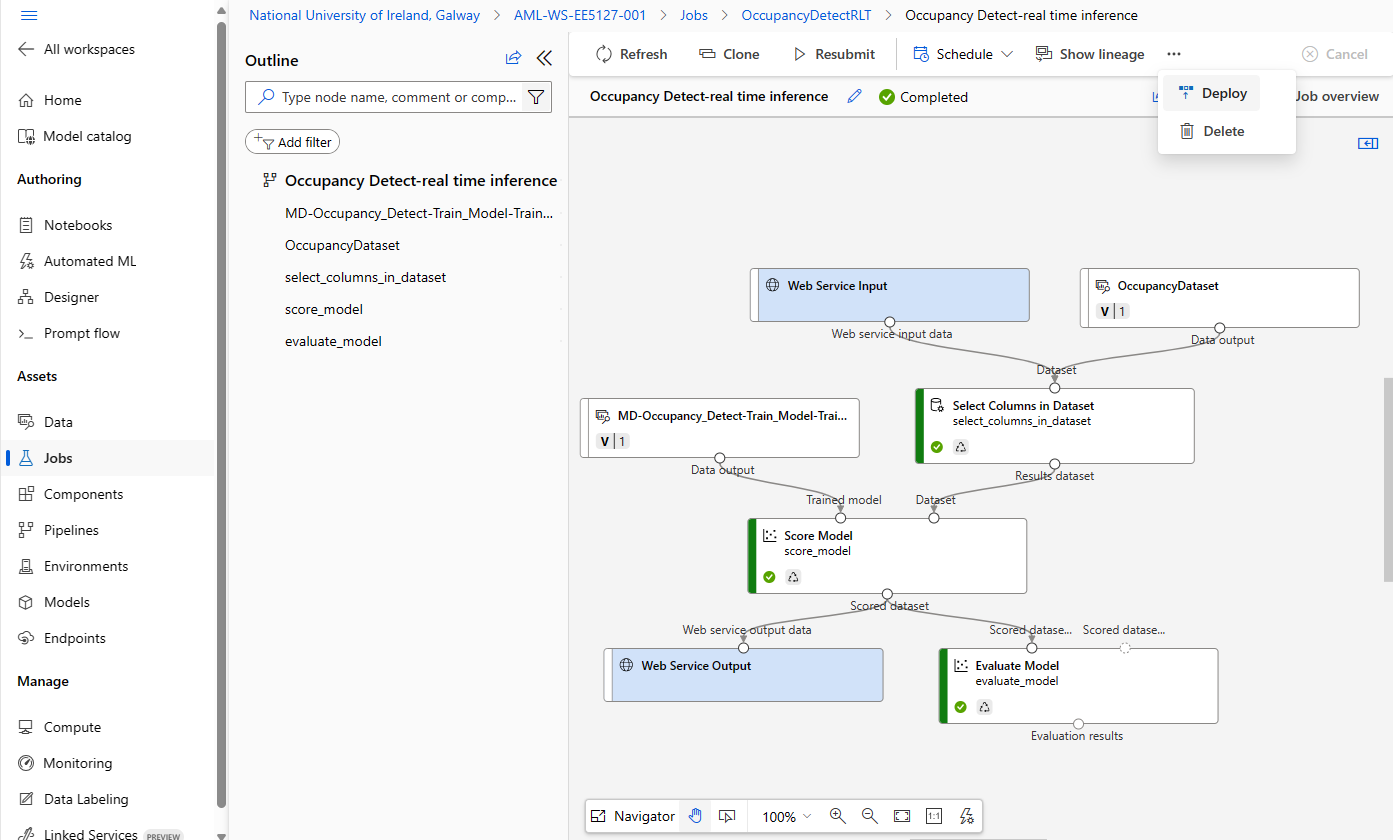 National University of Ireland, Galway > AML-WS-EE5127-001 > Jobs > OccupancyDetectRLT > Occupancy Detect-real time inference
All workspaces
Home
Model catalog
Authoring
Notebooks
Automated ML
Designer
Prompt flow
Assets
Data
Jobs
Components
Pipelines
Environments
Models
Endpoints
Manage
Compute
Monitoring
Data Labeling
Linked Services PREVIEW
Outline
Type node name, comment or comp...
Add filter
Occupancy Detect-real time inference
MD-Occupancy_Detect-Train_Model-Train...
OccupancyDataset
select_columns_in_dataset
score_model
evaluate_model
Refresh Clone Resubmit Schedule Show lineage ... Cancel
Occupancy Detect-real time inference Completed Job overview
Deploy
Delete
Web Service Input
Web service input data
OccupancyDataset
V 1
Data output
Dataset
Select Columns in Dataset
select_columns_in_dataset
Results dataset
MD-Occupancy_Detect-Train_Model-Trai...
V 1
Data output
Trained model Dataset
Score Model
score_model
Scored dataset
Web service output data
Web Service Output
Scored datase... Scored datase...
Evaluate Model
evaluate_model
Evaluation results
Navigator 100% 1:1